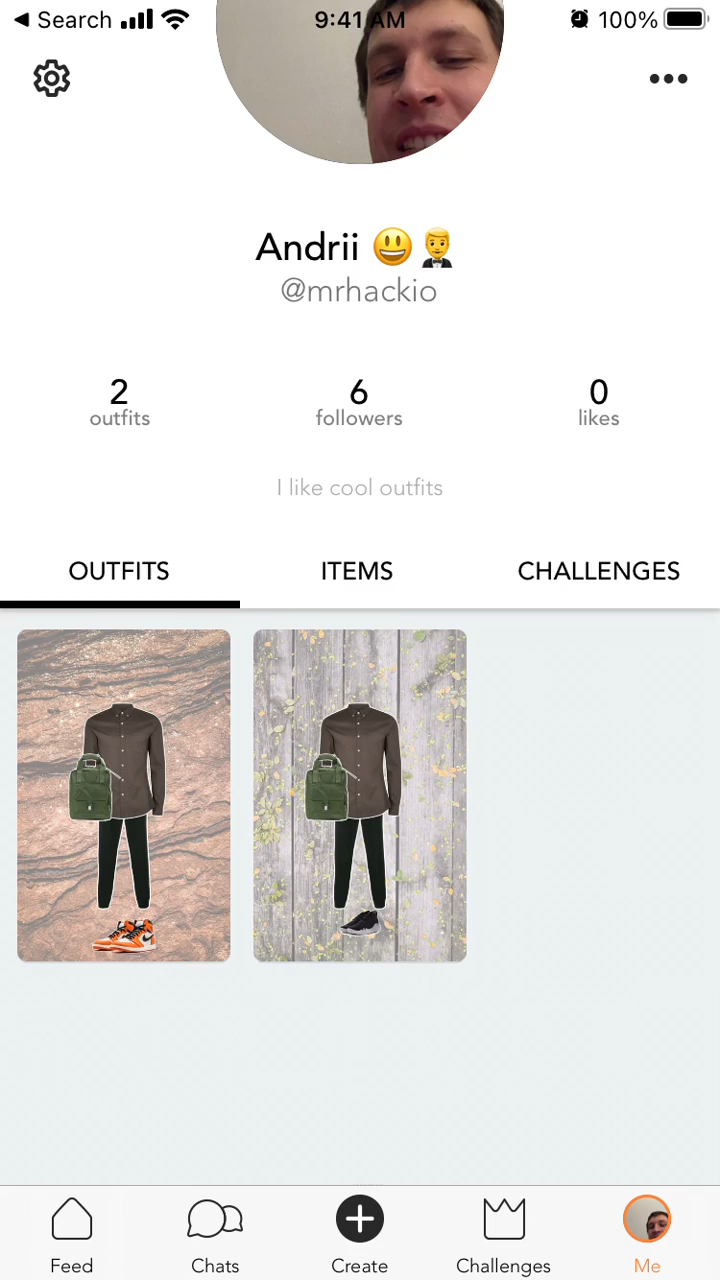 Search 9:41 AM 100%
Andrii 😃🤵
@mrhackio
2 6 0
outfits followers likes
I like cool outfits
OUTFITS ITEMS CHALLENGES
Feed Chats Create Challenges Me